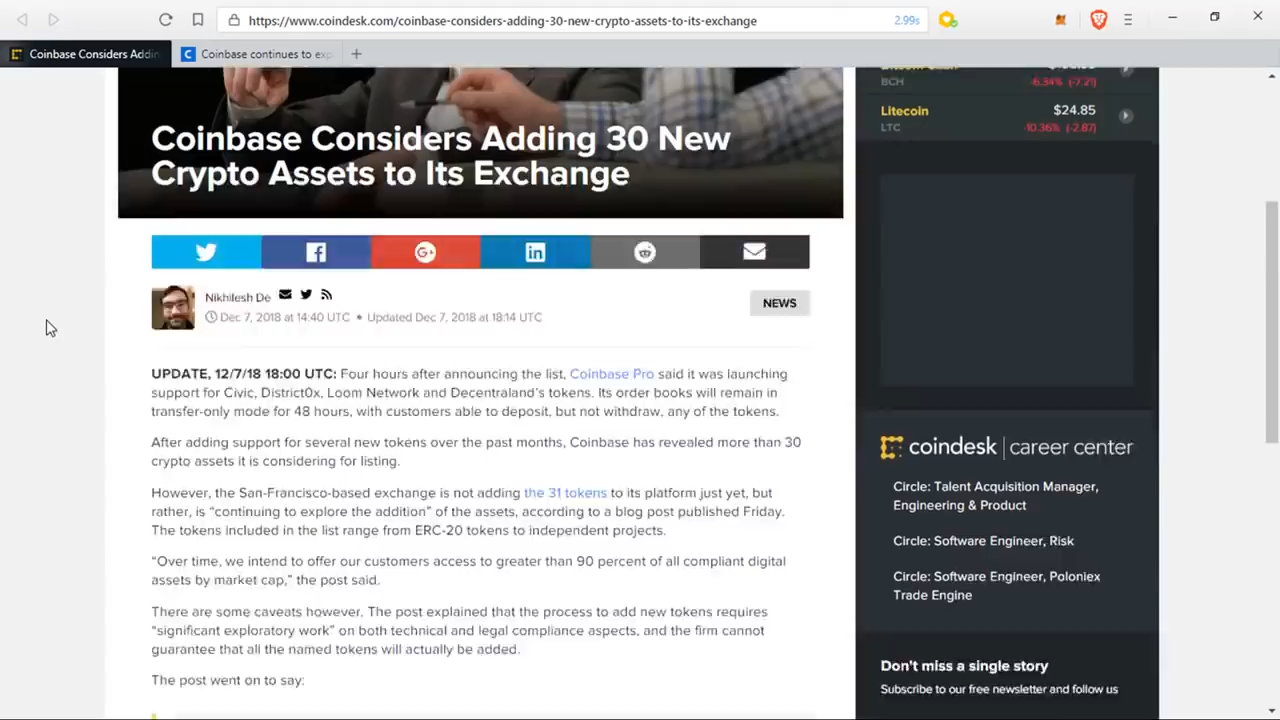 https://www.coindesk.com/coinbase-considers-adding-30-new-crypto-assets-to-its-exchange
2.99s
Coinbase Considers Addin
Coinbase continues to exp
BCH
-6.34% (-7.21)
Litecoin
$24.85
LTC
-10.36% (-2.87)
Coinbase Considers Adding 30 New
Crypto Assets to Its Exchange
Nikhilesh De
NEWS
Dec 7, 2018 at 14:40 UTC • Updated Dec 7, 2018 at 18:14 UTC
UPDATE, 12/7/18 18:00 UTC: Four hours after announcing the list, Coinbase Pro said it was launching
support for Civic, District0x, Loom Network and Decentraland's tokens. Its order books will remain in
transfer-only mode for 48 hours, with customers able to deposit, but not withdraw, any of the tokens.
After adding support for several new tokens over the past months, Coinbase has revealed more than 30
crypto assets it is considering for listing.
However, the San-Francisco-based exchange is not adding the 31 tokens to its platform just yet, but
rather, is “continuing to explore the addition” of the assets, according to a blog post published Friday.
The tokens included in the list range from ERC-20 tokens to independent projects.
“Over time, we intend to offer our customers access to greater than 90 percent of all compliant digital
assets by market cap,” the post said.
There are some caveats however. The post explained that the process to add new tokens requires
“significant exploratory work” on both technical and legal compliance aspects, and the firm cannot
guarantee that all the named tokens will actually be added.
The post went on to say:
coindesk | career center
Circle: Talent Acquisition Manager,
Engineering & Product
Circle: Software Engineer, Risk
Circle: Software Engineer, Poloniex
Trade Engine
Don't miss a single story
Subscribe to our free newsletter and follow us